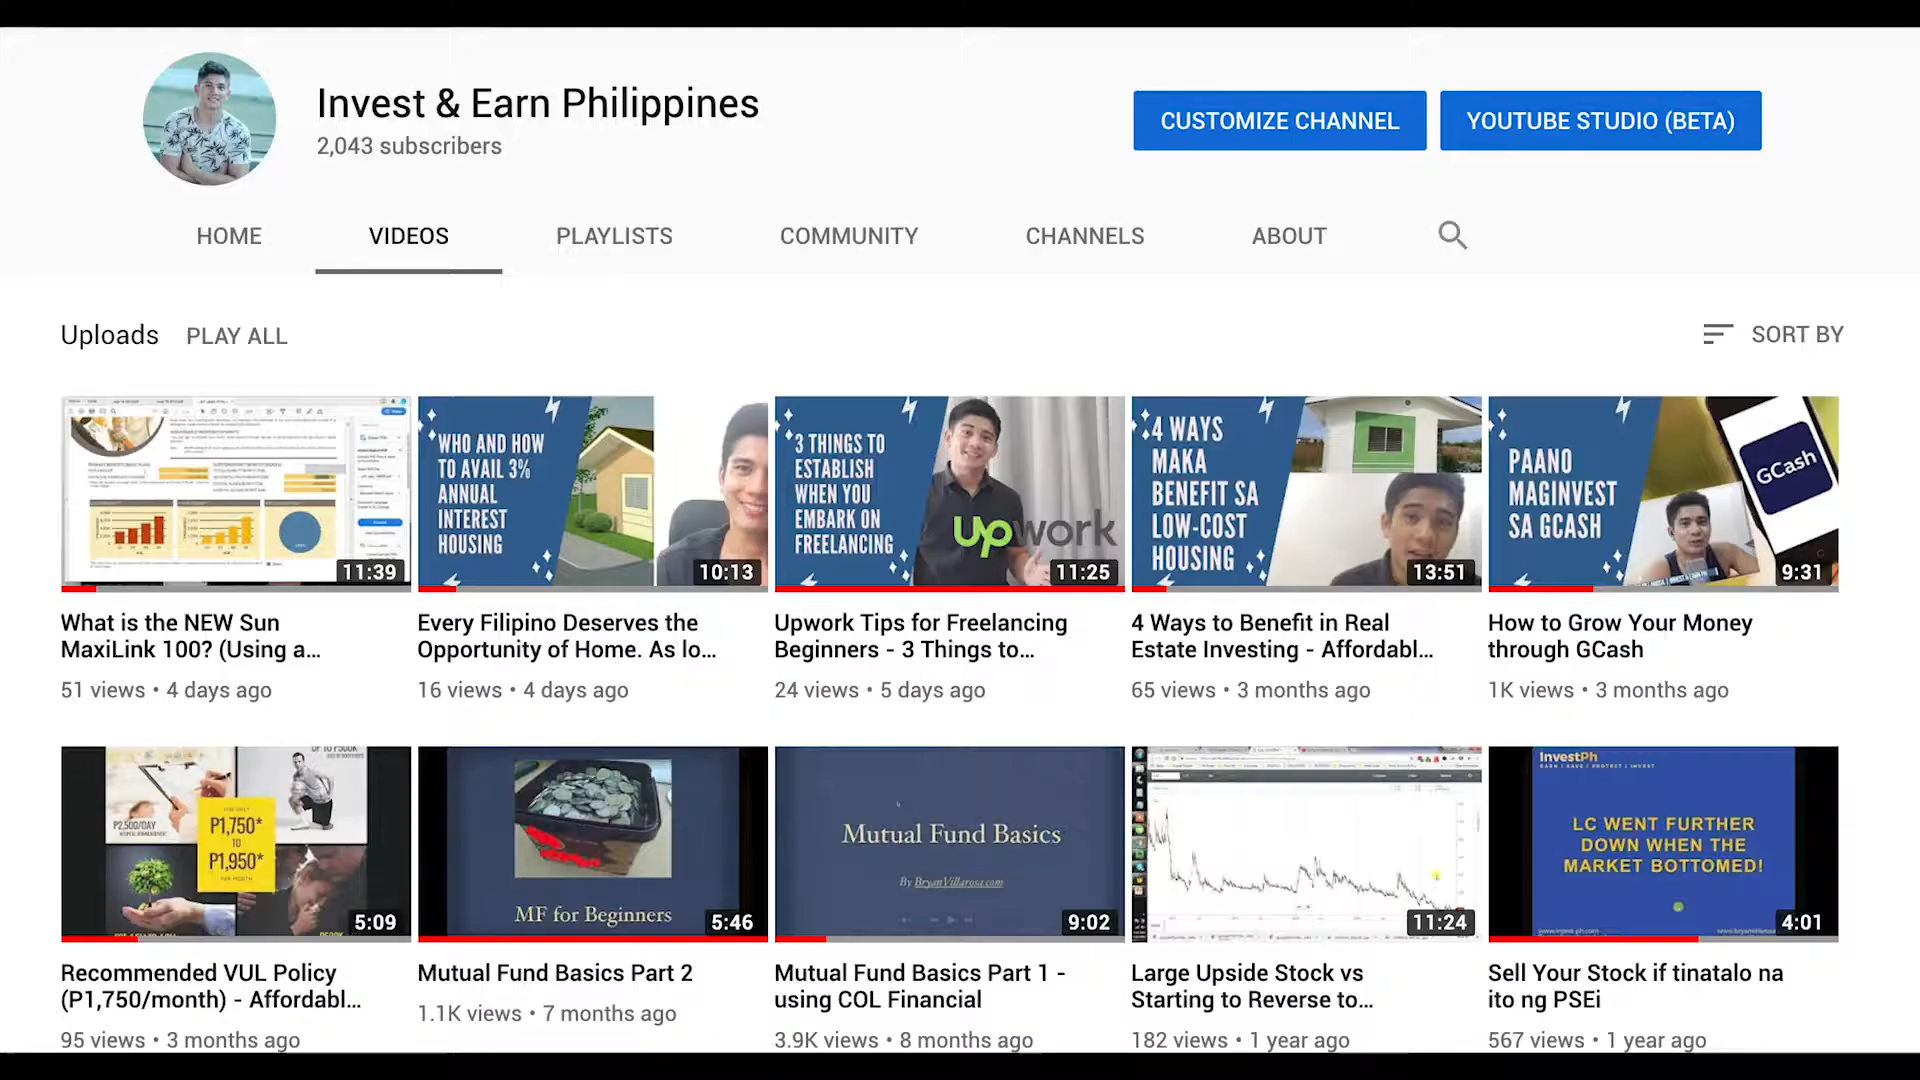 Invest & Earn Philippines
2,043 subscribers
CUSTOMIZE CHANNEL
YOUTUBE STUDIO (BETA)
HOME
VIDEOS
PLAYLISTS
COMMUNITY
CHANNELS
ABOUT
Uploads
PLAY ALL
SORT BY
11:39
WHO AND HOW
TO AVAIL 3%
ANNUAL
INTEREST
HOUSING
10:13
3 THINGS TO
ESTABLISH
WHEN YOU
EMBARK ON
FREELANCING
upwork
11:25
4 WAYS
MAKA
BENEFIT SA
LOW-COST
HOUSING
13:51
PAANO
MAGINVEST
SA GCASH
GCash
9:31
What is the NEW Sun
MaxiLink 100? (Using a...
51 views • 4 days ago
Every Filipino Deserves the
Opportunity of Home. As lo...
16 views • 4 days ago
Upwork Tips for Freelancing
Beginners - 3 Things to...
24 views • 5 days ago
4 Ways to Benefit in Real
Estate Investing - Affordabl...
65 views • 3 months ago
How to Grow Your Money
through GCash
1K views • 3 months ago
P2,500/DAY
UP TO P500K
P1,750*
TO
P1,950*
5:09
MF for Beginners
5:46
Mutual Fund Basics
By BryanVillarosa.com
9:02
11:24
InvestPh
EARN | SAVE | PROTECT | INVEST
LC WENT FURTHER
DOWN WHEN THE
MARKET BOTTOMED!
4:01
Recommended VUL Policy
(P1,750/month) - Affordabl...
95 views • 3 months ago
Mutual Fund Basics Part 2
1.1K views • 7 months ago
Mutual Fund Basics Part 1 -
using COL Financial
3.9K views • 8 months ago
Large Upside Stock vs
Starting to Reverse to...
182 views • 1 year ago
Sell Your Stock if tinatalo na
ito ng PSEi
567 views • 1 year ago